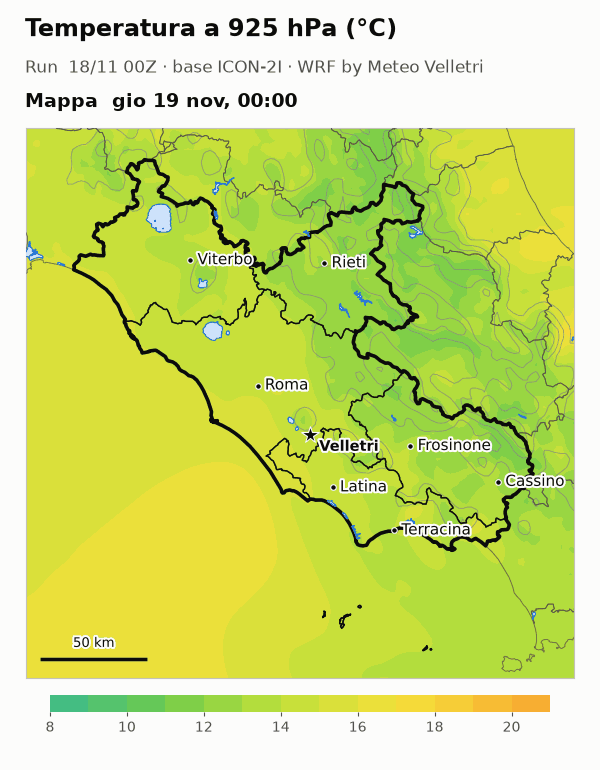 Temperatura a 925 hPa (°C)
Run  18/11 00Z · base ICON-2I · WRF by Meteo Velletri
Mappa  gio 19 nov, 00:00
Viterbo
Rieti
Roma
Velletri
Frosinone
Latina
Cassino
Terracina
50 km
8 10 12 14 16 18 20